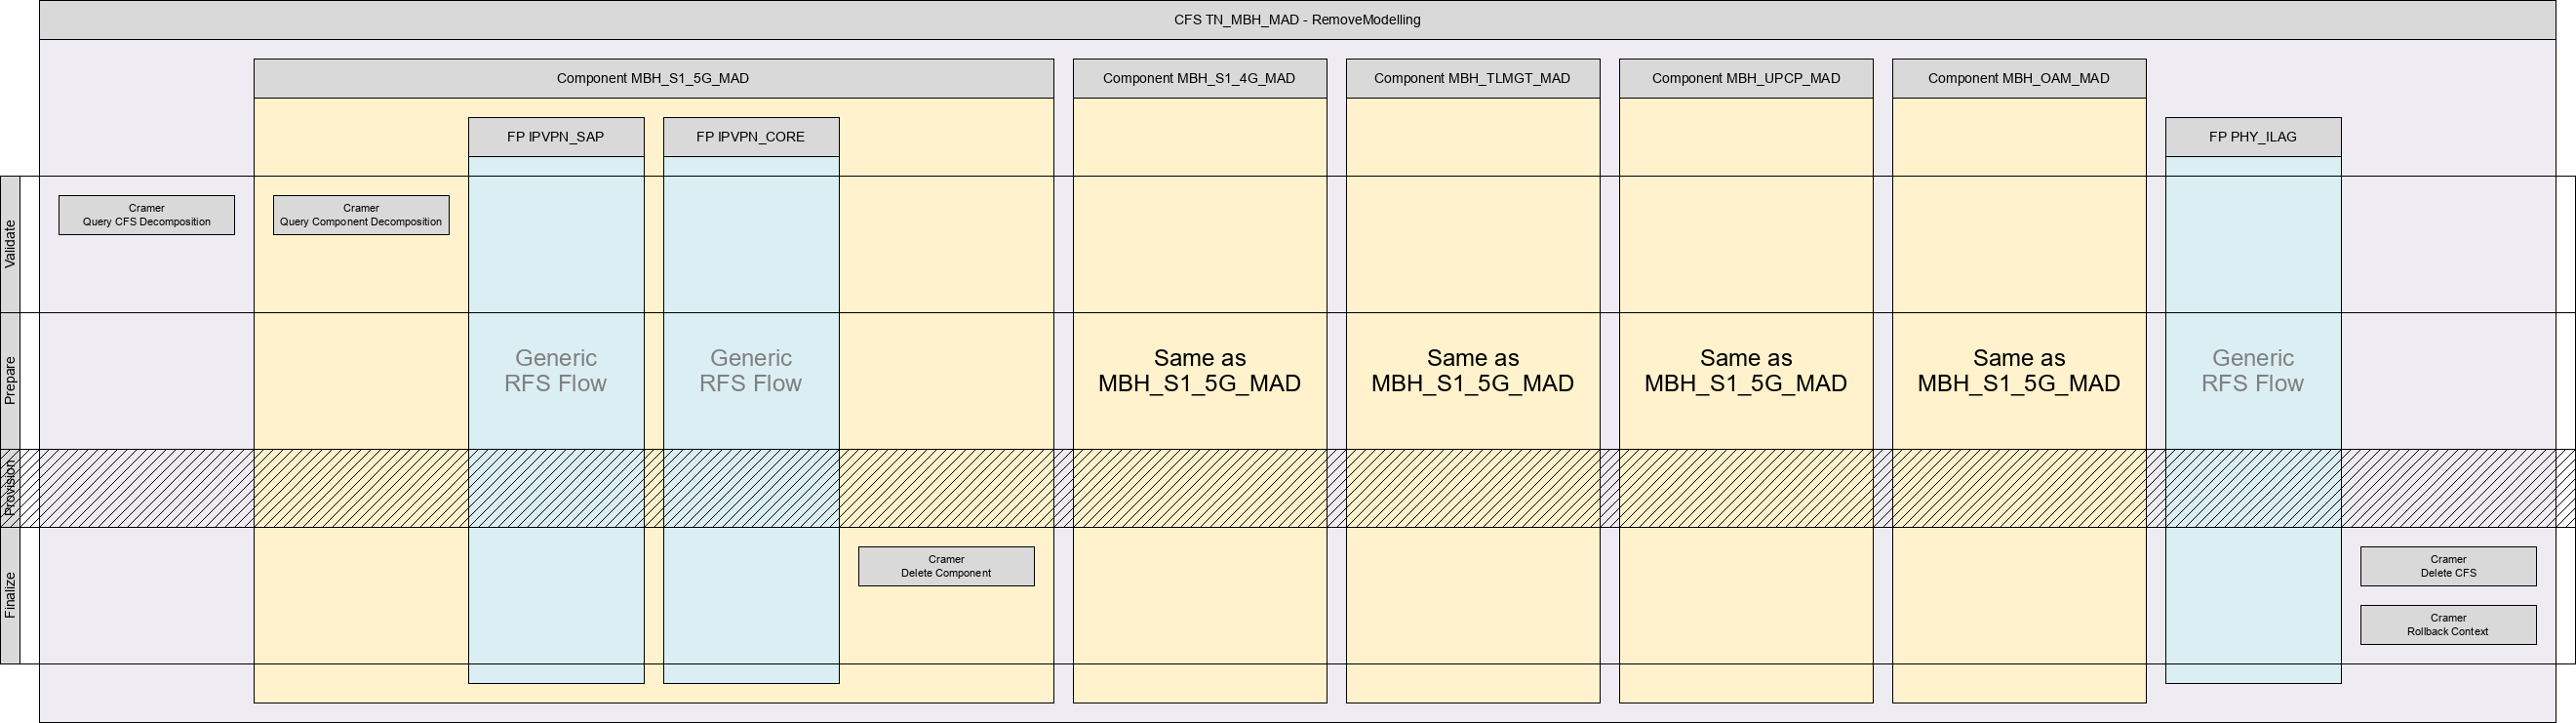 CFS TN_MBH_MAD - RemoveModelling
Component MBH_S1_5G_MAD
Component MBH_S1_4G_MAD
Component MBH_TLMGT_MAD
Component MBH_UPCP_MAD
Component MBH_OAM_MAD
FP IPVPN_SAP
FP IPVPN_CORE
FP PHY_ILAG
Validate
Cramer
Query CFS Decomposition
Cramer
Query Component Decomposition
Prepare
Generic
RFS Flow
Generic
RFS Flow
Same as
MBH_S1_5G_MAD
Same as
MBH_S1_5G_MAD
Same as
MBH_S1_5G_MAD
Same as
MBH_S1_5G_MAD
Generic
RFS Flow
Provision
Finalize
Cramer
Delete Component
Cramer
Delete CFS
Cramer
Rollback Context